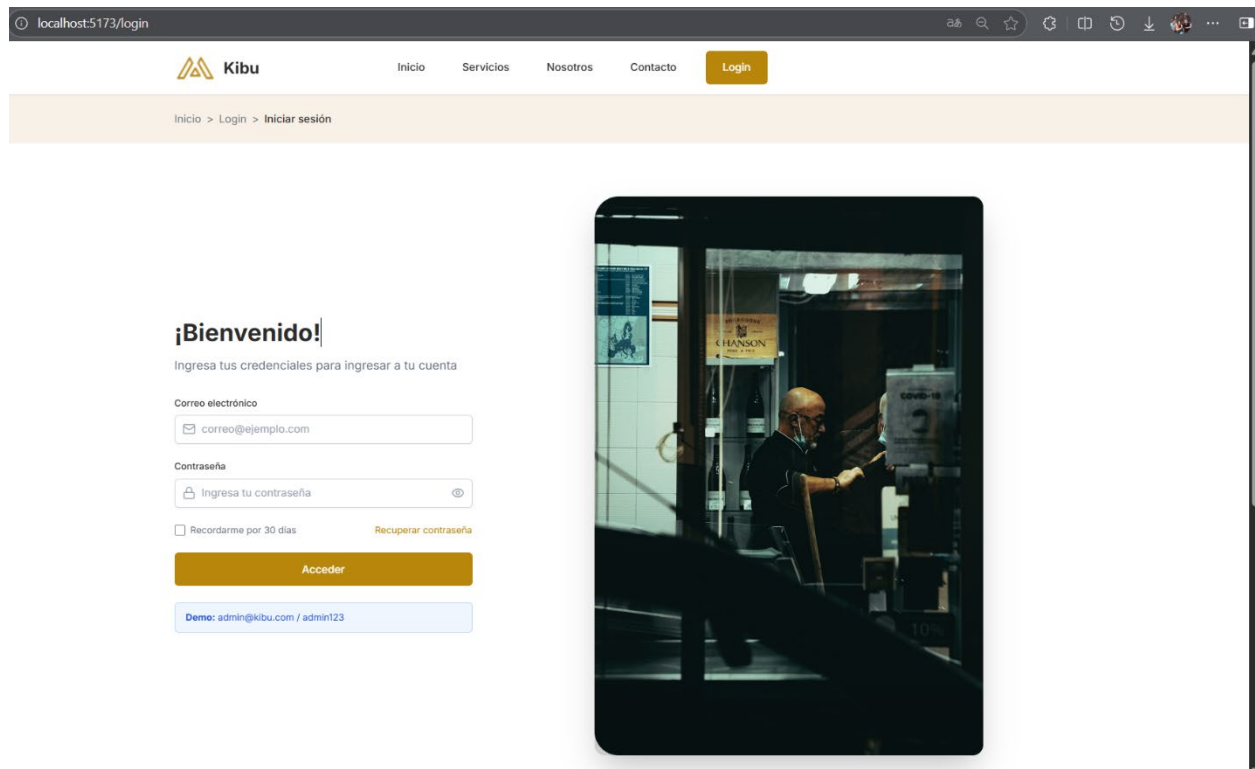 localhost:5173/login
Kibu
Inicio
Servicios
Nosotros
Contacto
Login
Inicio > Login > Iniciar sesión
¡Bienvenido!
Ingresa tus credenciales para ingresar a tu cuenta
Correo electrónico
correo@ejemplo.com
Contraseña
Ingresa tu contraseña
Recordarme por 30 días
Recuperar contraseña
Acceder
Demo: admin@kibu.com / admin123
CHANSON
COVID-19
10%